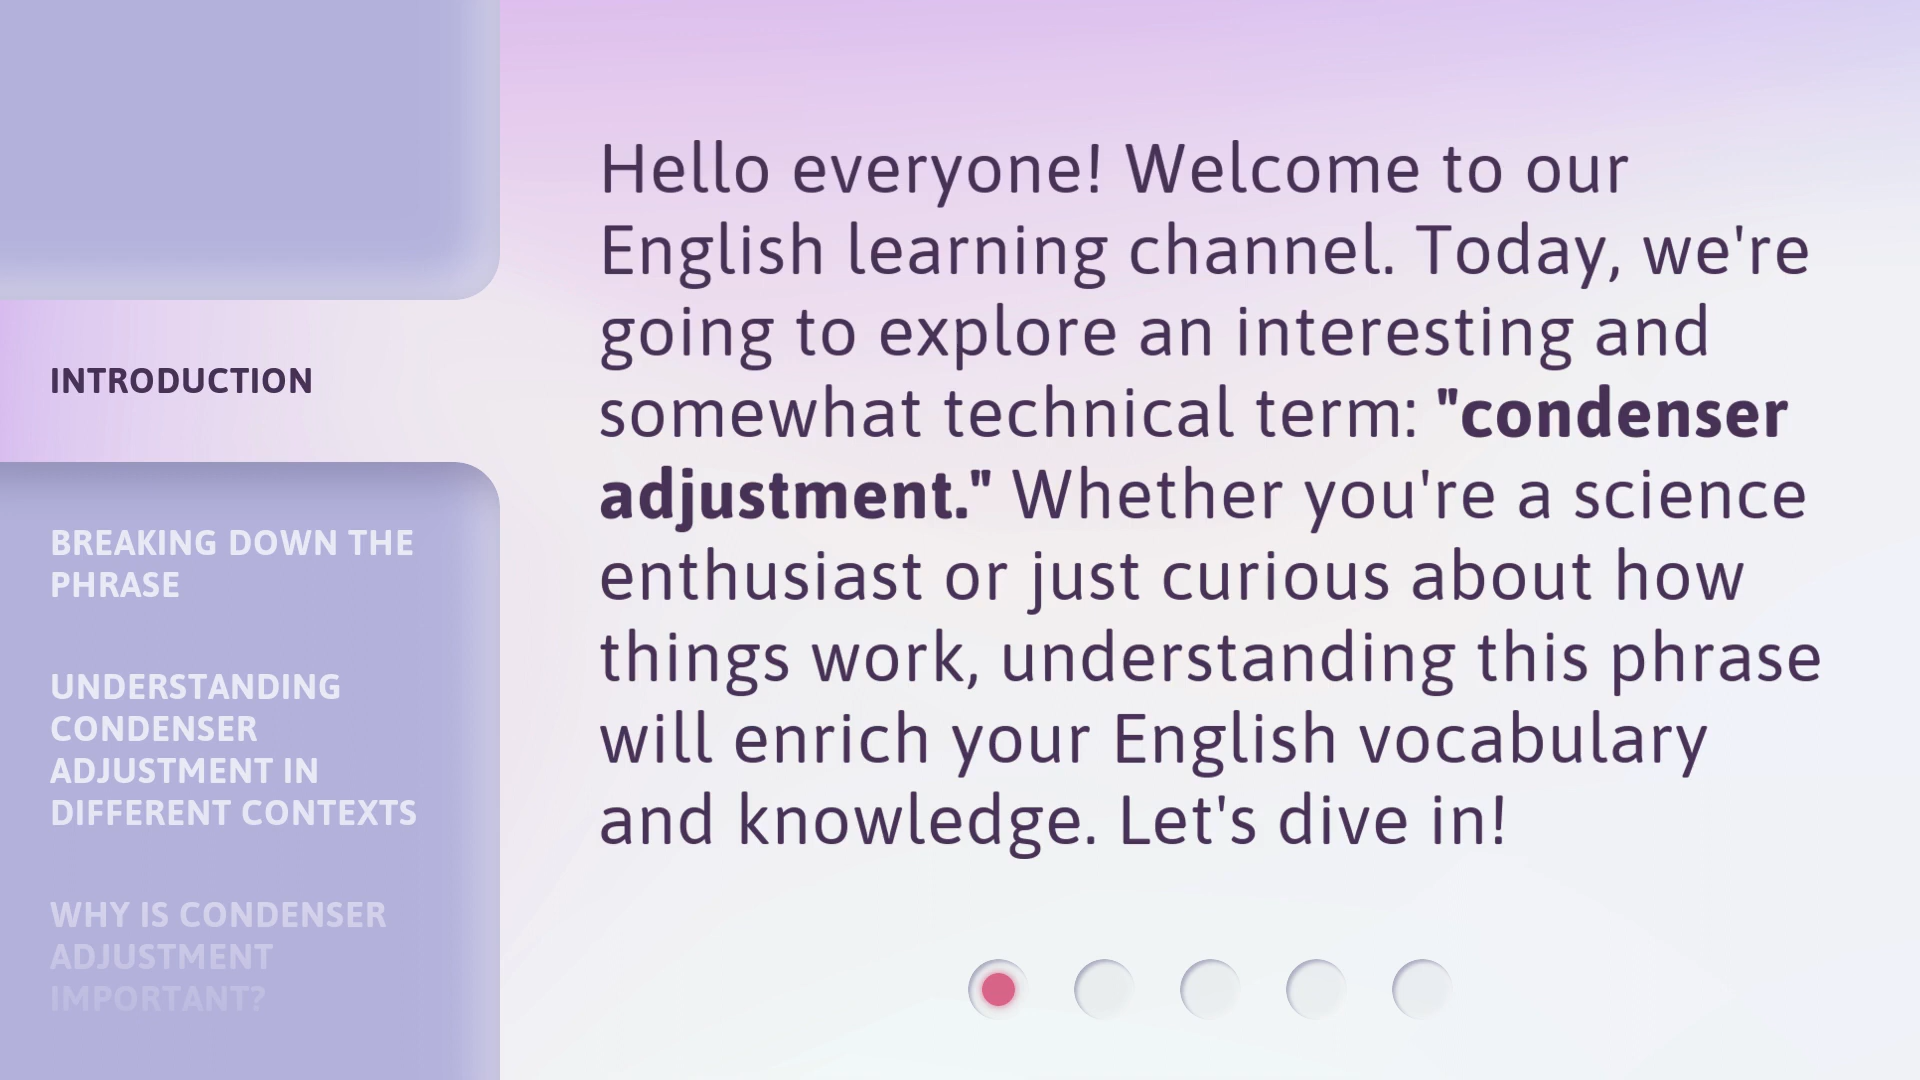 INTRODUCTION
BREAKING DOWN THE
PHRASE
UNDERSTANDING
CONDENSER
ADJUSTMENT IN
DIFFERENT CONTEXTS
WHY IS CONDENSER
ADJUSTMENT
IMPORTANT?
Hello everyone! Welcome to our
English learning channel. Today, we're
going to explore an interesting and
somewhat technical term: "condenser
adjustment." Whether you're a science
enthusiast or just curious about how
things work, understanding this phrase
will enrich your English vocabulary
and knowledge. Let's dive in!